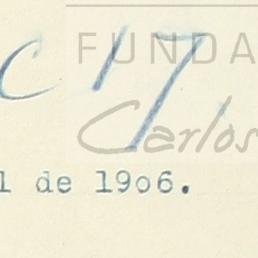 FUNDA
c 17
Carlos
l de 1906.